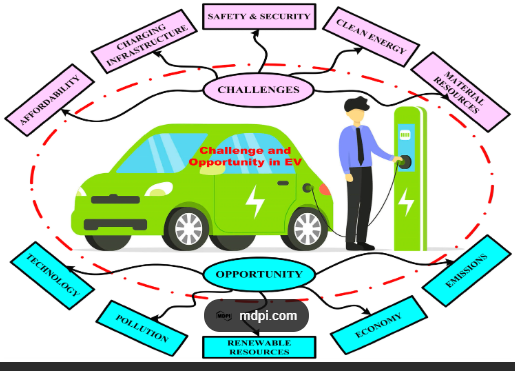 SAFETY & SECURITY
CHARGING
INFRASTRUCTURE
CLEAN ENERGY
AFFORDABILITY
MATERIAL
RESOURCES
CHALLENGES
Challenge and
Opportunity in EV
TECHNOLOGY
OPPORTUNITY
EMISSIONS
POLLUTION
MDPI mdpi.com
ECONOMY
RENEWABLE
RESOURCES